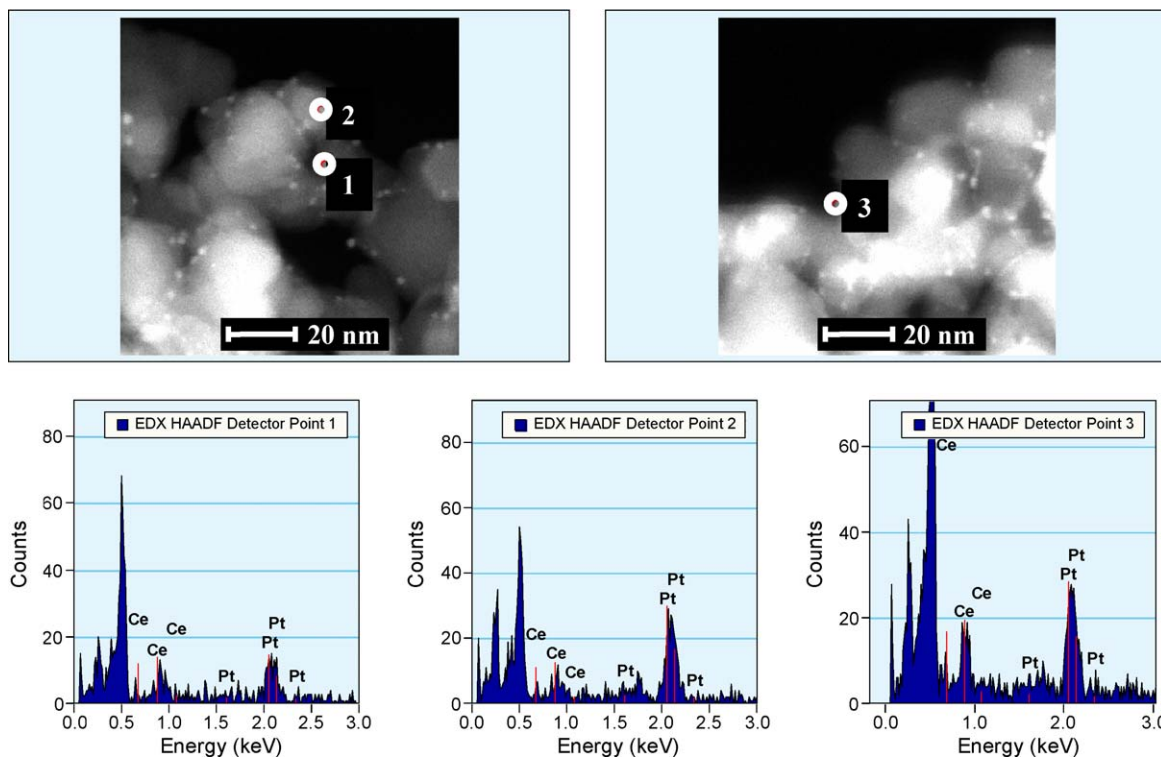 2
1
20 nm
3
20 nm
EDX HAADF Detector Point 1
80
60
40
20
0
Counts
Ce
Ce
Ce
Pt
Pt
Pt
Pt
0.0 0.5 1.0 1.5 2.0 2.5 3.0
Energy (keV)
EDX HAADF Detector Point 2
80
60
40
20
0
Counts
Ce
Ce
Ce
Pt
Pt
Pt
Pt
0.0 0.5 1.0 1.5 2.0 2.5 3.0
Energy (keV)
EDX HAADF Detector Point 3
60
40
20
0
Counts
Ce
Ce
Ce
Pt
Pt
Pt
Pt
0.0 1.0 2.0 3.0
Energy (keV)